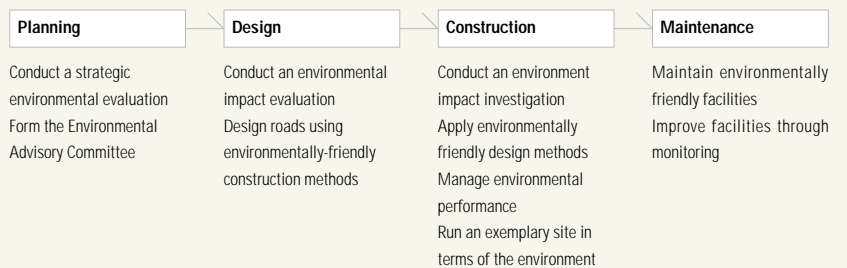 Planning
Conduct a strategic
environmental evaluation
Form the Environmental
Advisory Committee
Design
Conduct an environmental
impact evaluation
Design roads using
environmentally-friendly
construction methods
Construction
Conduct an environment
impact investigation
Apply environmentally
friendly design methods
Manage environmental
performance
Run an exemplary site in
terms of the environment
Maintenance
Maintain environmentally
friendly facilities
Improve facilities through
monitoring